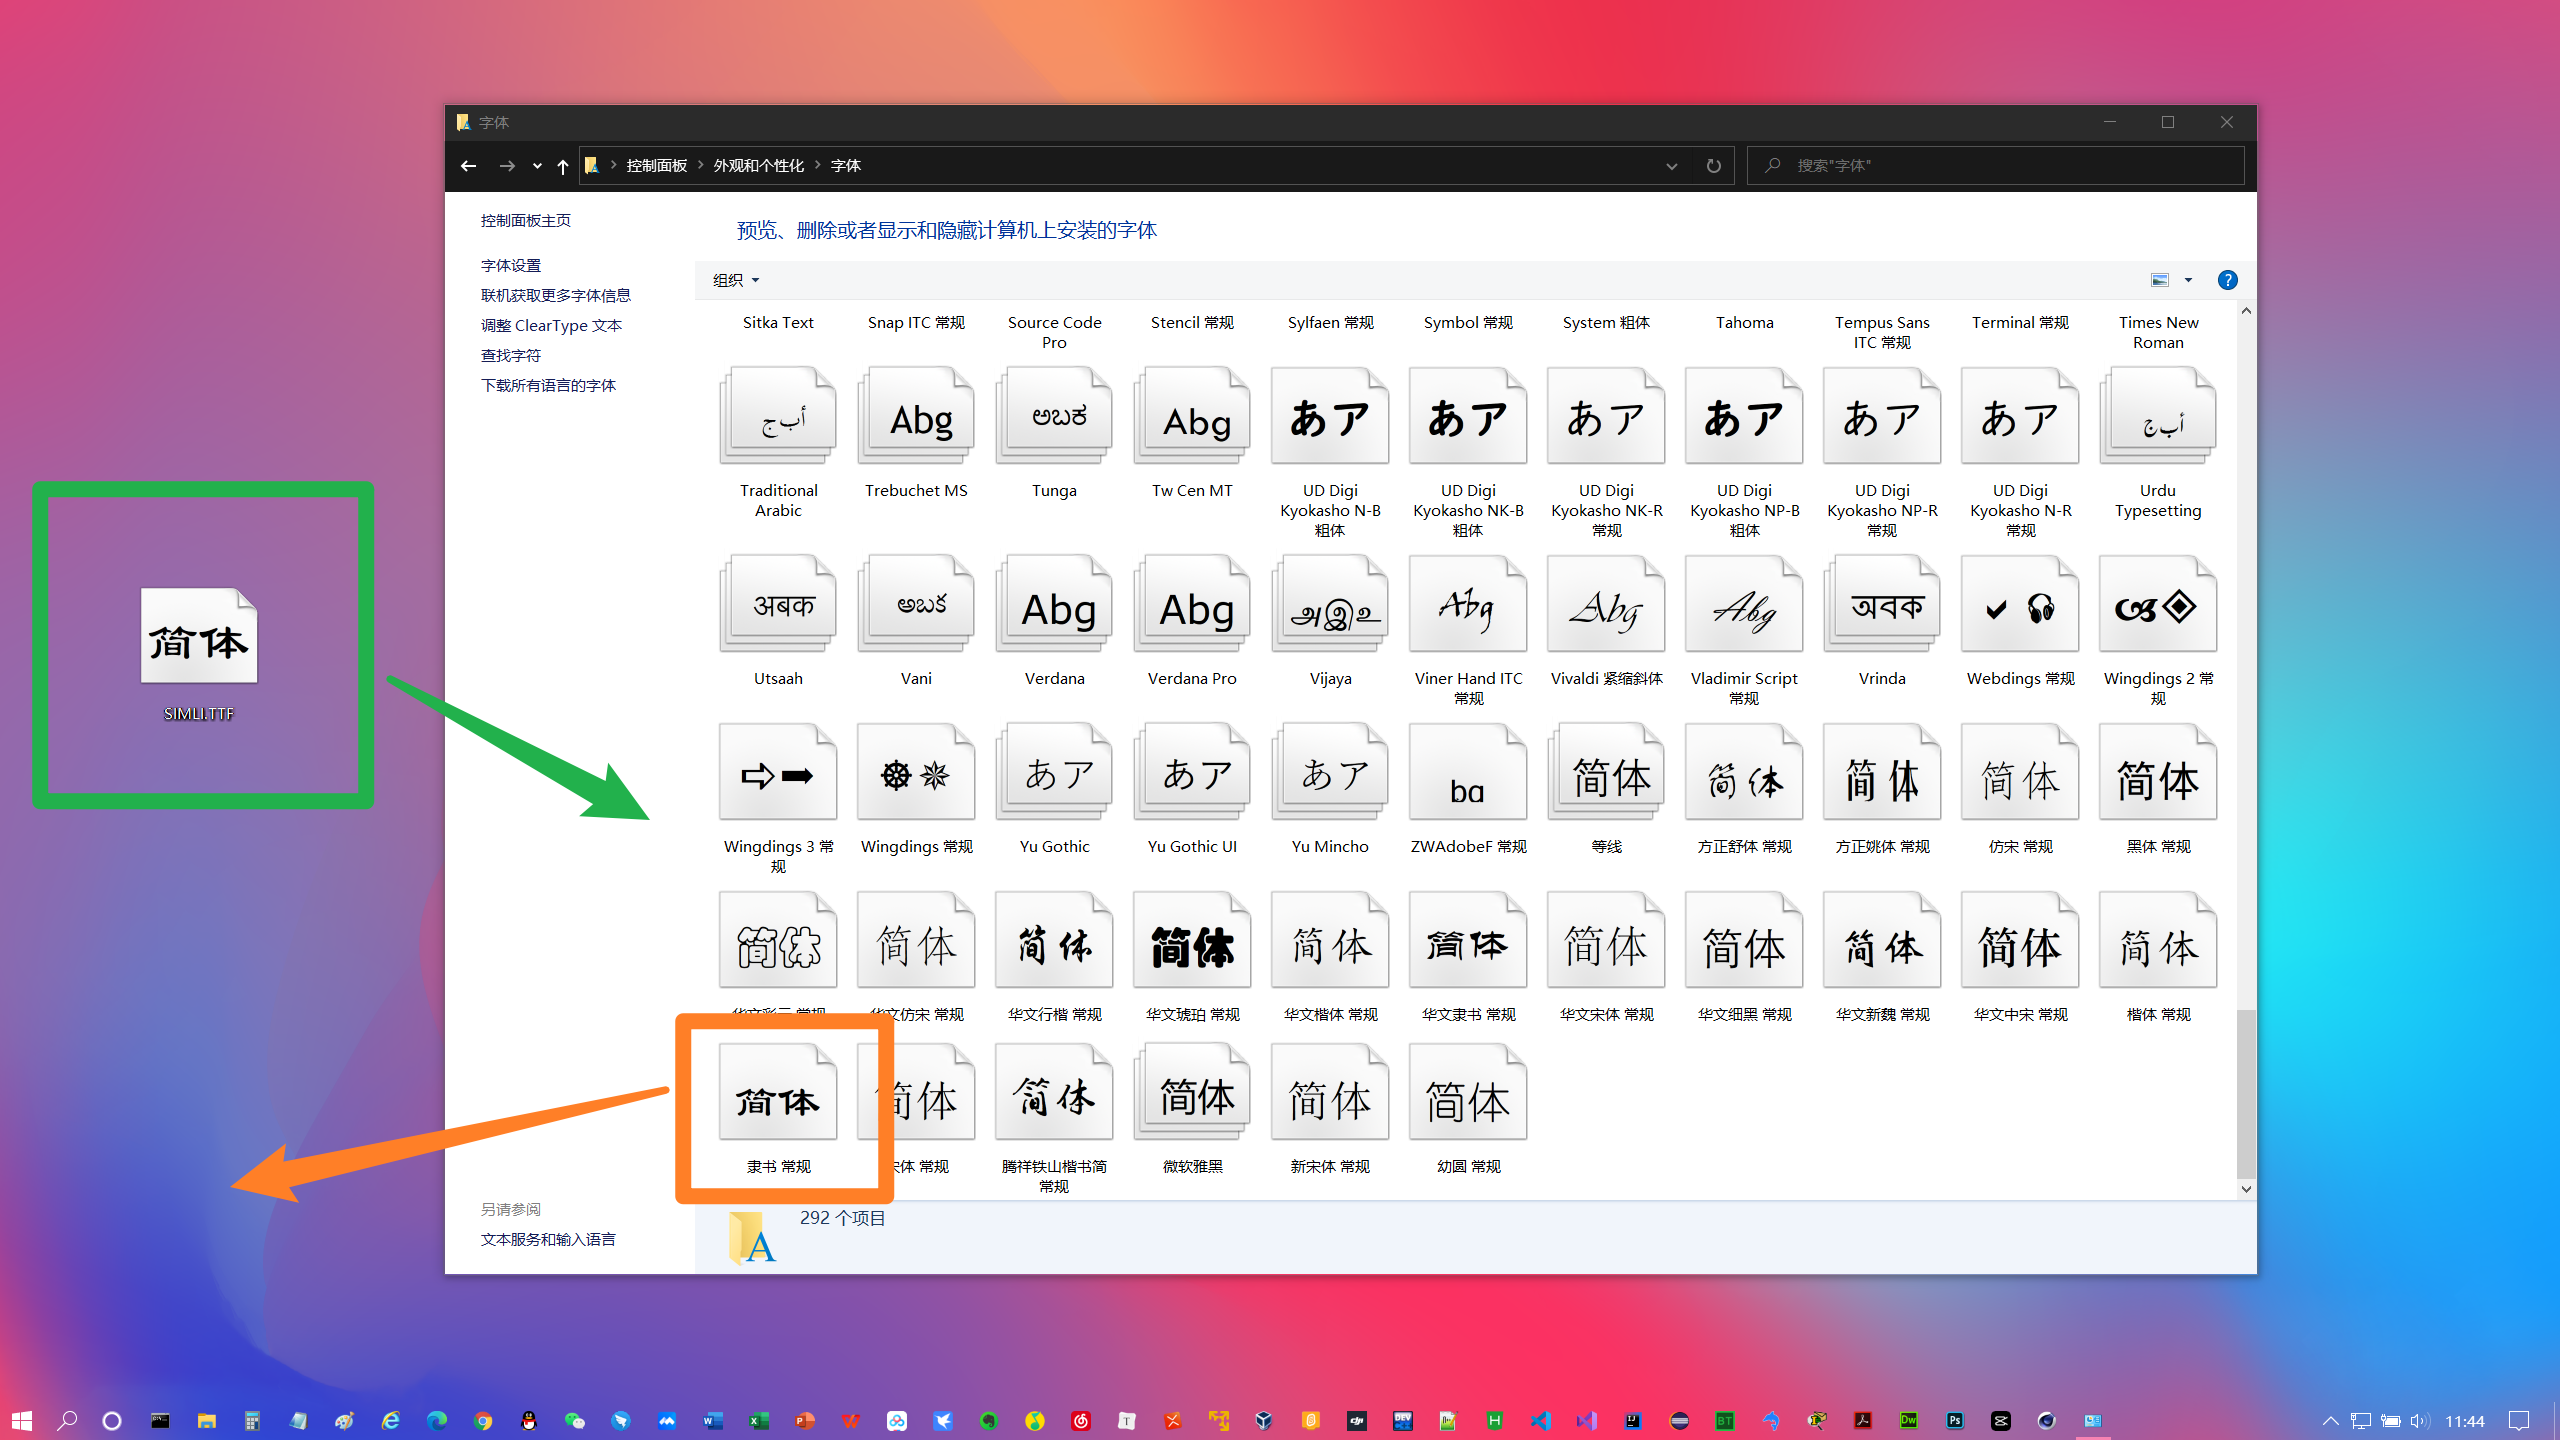 字体
控制面板 外观和个性化 字体
搜索"字体"
控制面板主页
字体设置
联机获取更多字体信息
调整 ClearType 文本
查找字符
下载所有语言的字体
预览、删除或者显示和隐藏计算机上安装的字体
组织
Sitka Text
Snap ITC 常规
Source Code
Pro
Stencil 常规
Sylfaen 常规
Symbol 常规
System 粗体
Tahoma
Tempus Sans
ITC 常规
Terminal 常规
Times New
Roman
أب ج
Abg
ಅಬಕ
Abg
あア
あア
あア
あア
あア
あア
أب ج
Traditional
Arabic
Trebuchet MS
Tunga
Tw Cen MT
UD Digi
Kyokasho N-B
粗体
UD Digi
Kyokasho NK-B
粗体
UD Digi
Kyokasho NK-R
常规
UD Digi
Kyokasho NP-B
粗体
UD Digi
Kyokasho NP-R
常规
UD Digi
Kyokasho N-R
常规
Urdu
Typesetting
अबक
అబక
Abg
Abg
அஇஉ
Abg
Abg
Abg
অবক
Utsaah
Vani
Verdana
Verdana Pro
Vijaya
Viner Hand ITC
常规
Vivaldi 紧缩斜体
Vladimir Script
常规
Vrinda
Webdings 常规
Wingdings 2 常
规
あア
あア
あア
ba
简体
简体
简体
简体
简体
Wingdings 3 常
规
Wingdings 常规
Yu Gothic
Yu Gothic UI
Yu Mincho
ZWAdobeF 常规
等线
方正舒体 常规
方正姚体 常规
仿宋 常规
黑体 常规
简体
简体
简体
简体
简体
简体
简体
简体
简体
简体
简体
华文彩云 常规
华文仿宋 常规
华文行楷 常规
华文琥珀 常规
华文楷体 常规
华文隶书 常规
华文宋体 常规
华文细黑 常规
华文新魏 常规
华文中宋 常规
楷体 常规
简体
简体
简体
简体
简体
简体
隶书 常规
宋体 常规
腾祥铁山楷书简
常规
微软雅黑
新宋体 常规
幼圆 常规
另请参阅
文本服务和输入语言
292 个项目
简体
SIMLI.TTF
11:44